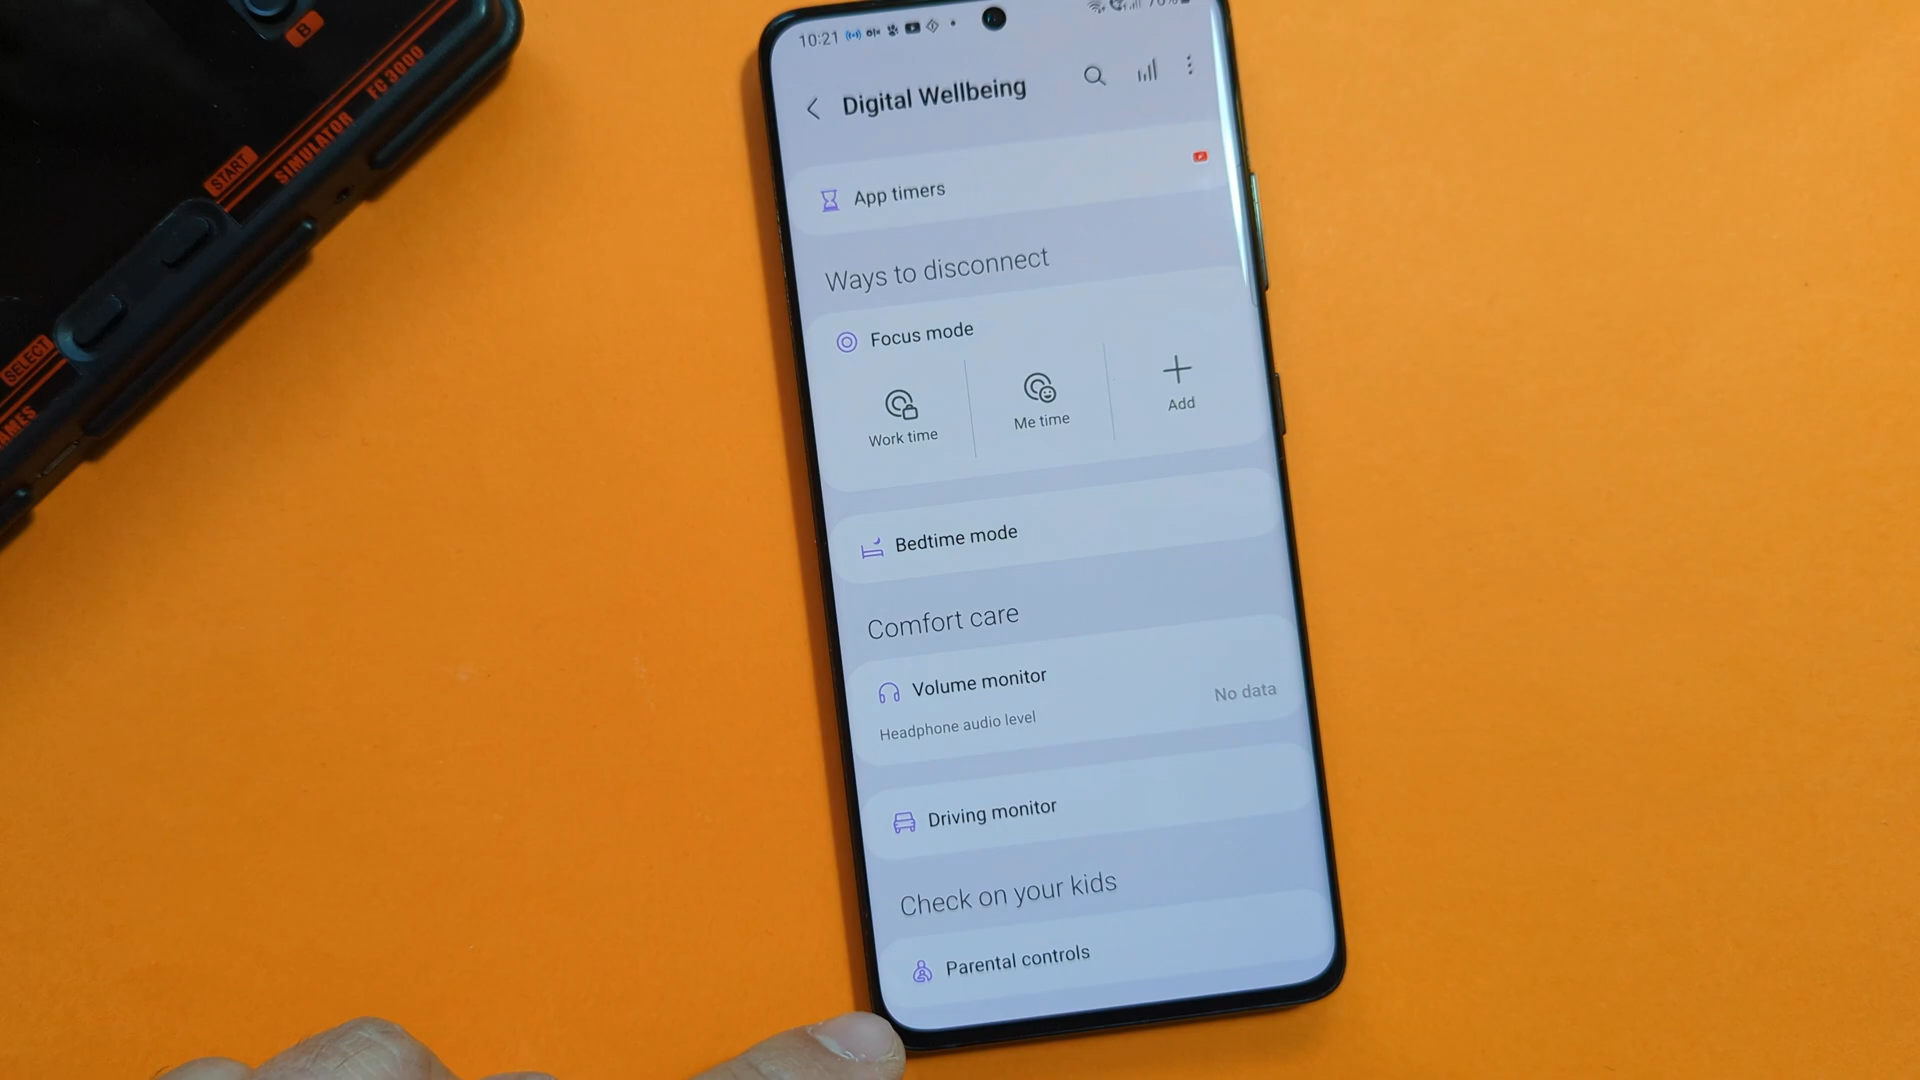 B
FC 3000
SIMULATOR
START
SELECT
10:21
Digital Wellbeing
App timers
Ways to disconnect
Focus mode
Work time
Me time
Add
Bedtime mode
Comfort care
Volume monitor
Headphone audio level
No data
Driving monitor
Check on your kids
Parental controls